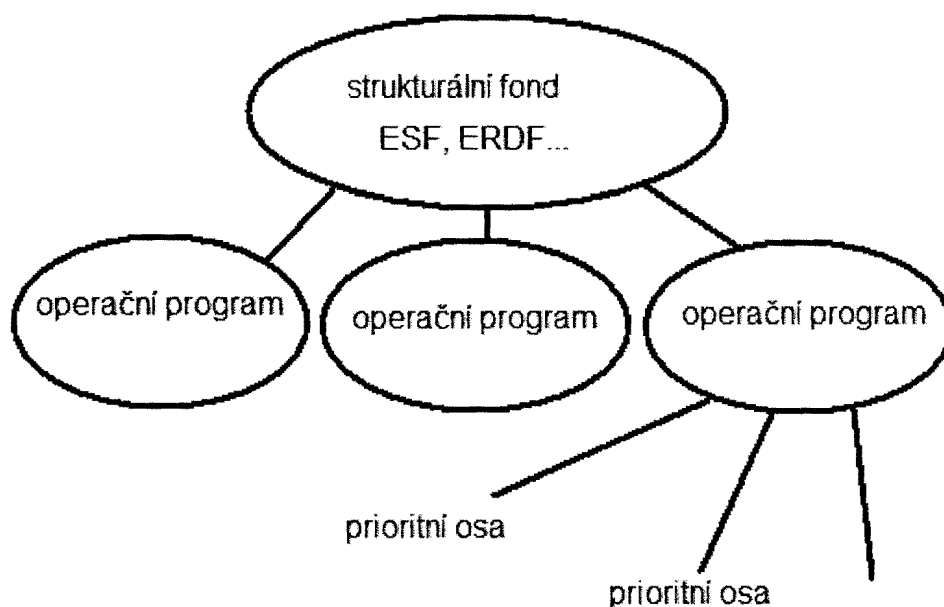 strukturální fond
ESF, ERDF...
operační program
operační program
operační program
prioritní osa
prioritní osa